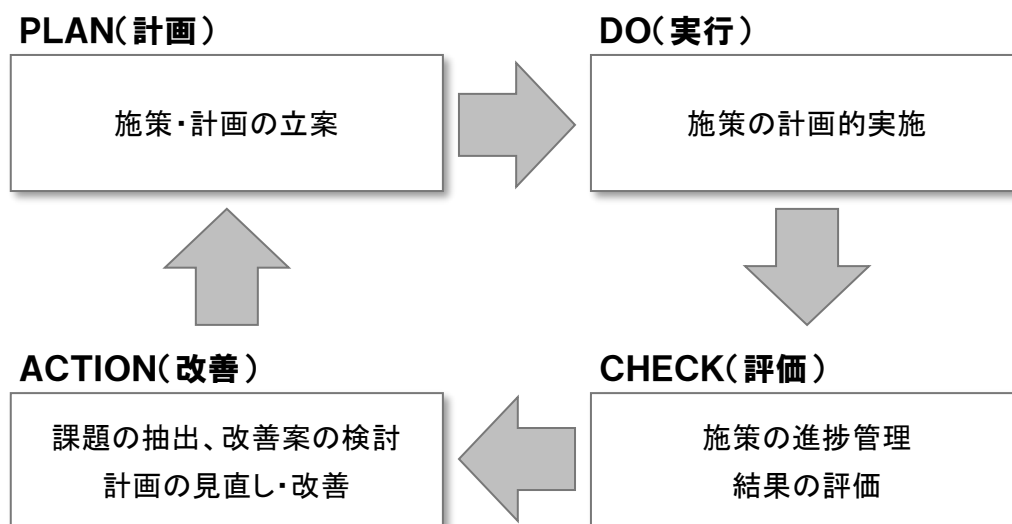 PLAN(計画)
施策・計画の立案
DO(実行)
施策の計画的実施
ACTION(改善)
課題の抽出、改善案の検討
計画の見直し・改善
CHECK(評価)
施策の進捗管理
結果の評価